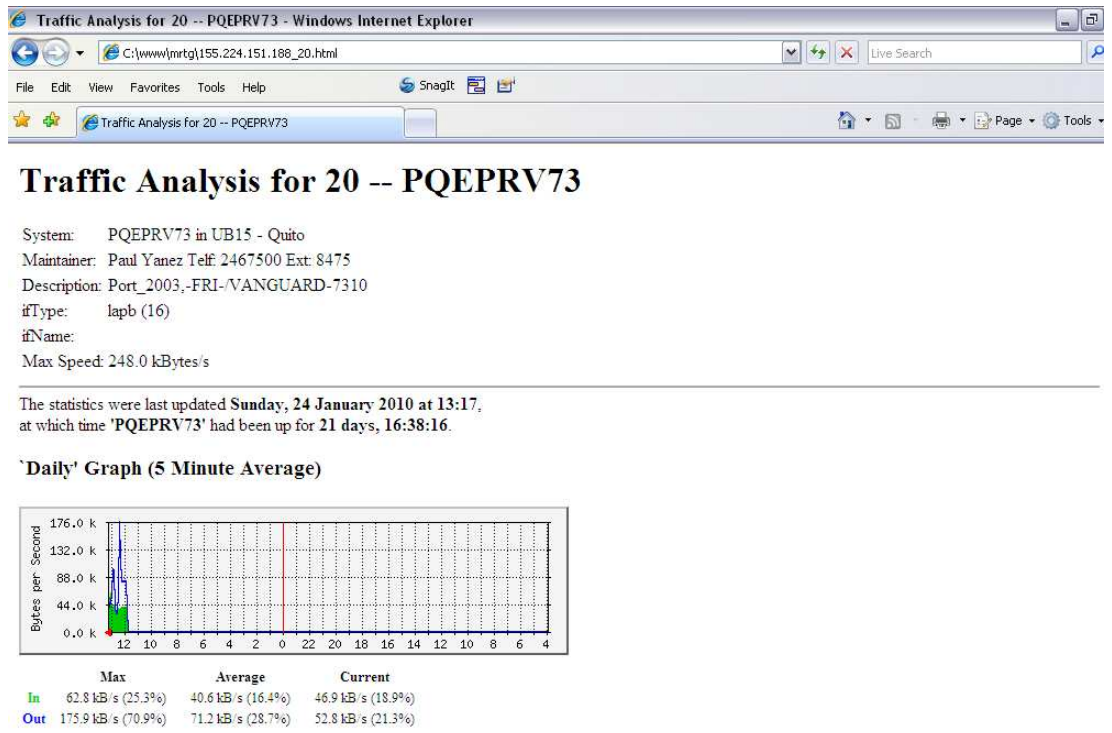 Traffic Analysis for 20 -- PQEPRV73 - Windows Internet Explorer
C:\www\mrtg\155.224.151.188_20.html
Live Search
File Edit View Favorites Tools Help
SnagIt
Traffic Analysis for 20 -- PQEPRV73
Page Tools
Traffic Analysis for 20 -- PQEPRV73
System: PQEPRV73 in UB15 - Quito
Maintainer: Paul Yanez Telf: 2467500 Ext: 8475
Description: Port_2003,-FRI-/VANGUARD-7310
ifType: lapb (16)
ifName:
Max Speed: 248.0 kBytes/s
The statistics were last updated Sunday, 24 January 2010 at 13:17,
at which time 'PQEPRV73' had been up for 21 days, 16:38:16.
`Daily' Graph (5 Minute Average)
Bytes per Second
176.0 k
132.0 k
88.0 k
44.0 k
0.0 k
12 10 8 6 4 2 0 22 20 18 16 14 12 10 8 6 4
Max Average Current
In 62.8 kB/s (25.3%) 40.6 kB/s (16.4%) 46.9 kB/s (18.9%)
Out 175.9 kB/s (70.9%) 71.2 kB/s (28.7%) 52.8 kB/s (21.3%)